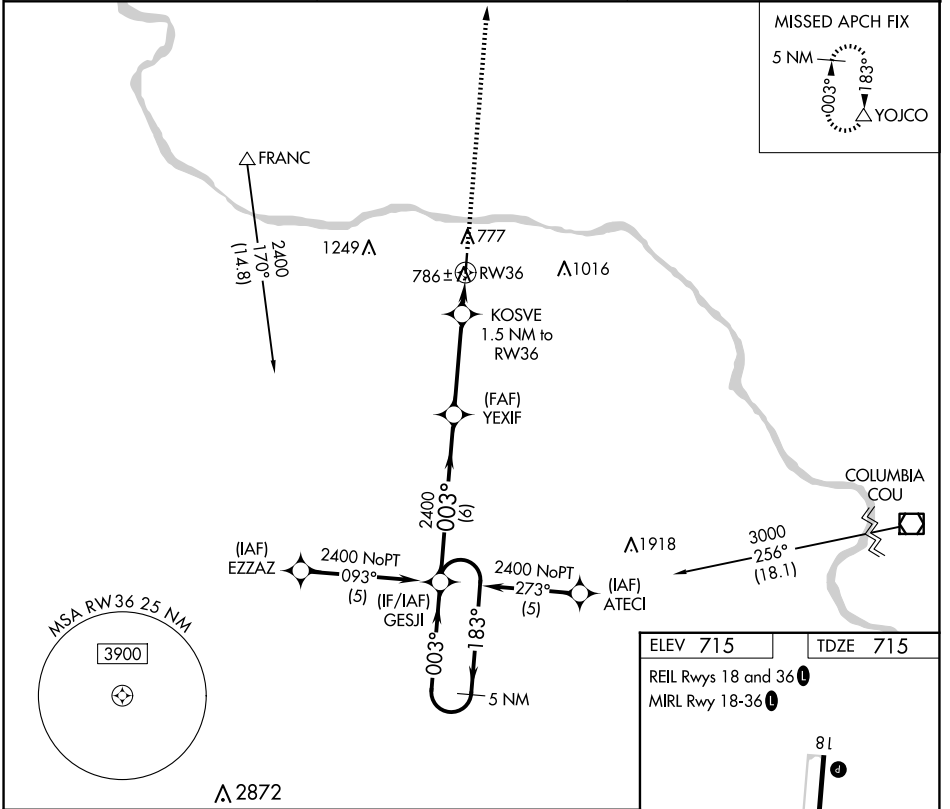 MISSED APCH FIX
5 NM
003°
183°
YOJCO
FRANC
2400
170°
(14.8)
1249
777
786±
RW36
1016
KOSVE
1.5 NM to
RW36
(FAF)
YEXIF
COLUMBIA
COU
2400
003°
(6)
3000
256°
(18.1)
1918
(IAF)
EZZAZ
2400 NoPT
093°
(5)
(IF/IAF)
GESJI
2400 NoPT
273°
(5)
(IAF)
ATECI
003°
183°
5 NM
MSA RW36 25 NM
3900
2872
ELEV 715
TDZE 715
REIL Rwys 18 and 36 L
MIRL Rwy 18-36 L
18
P